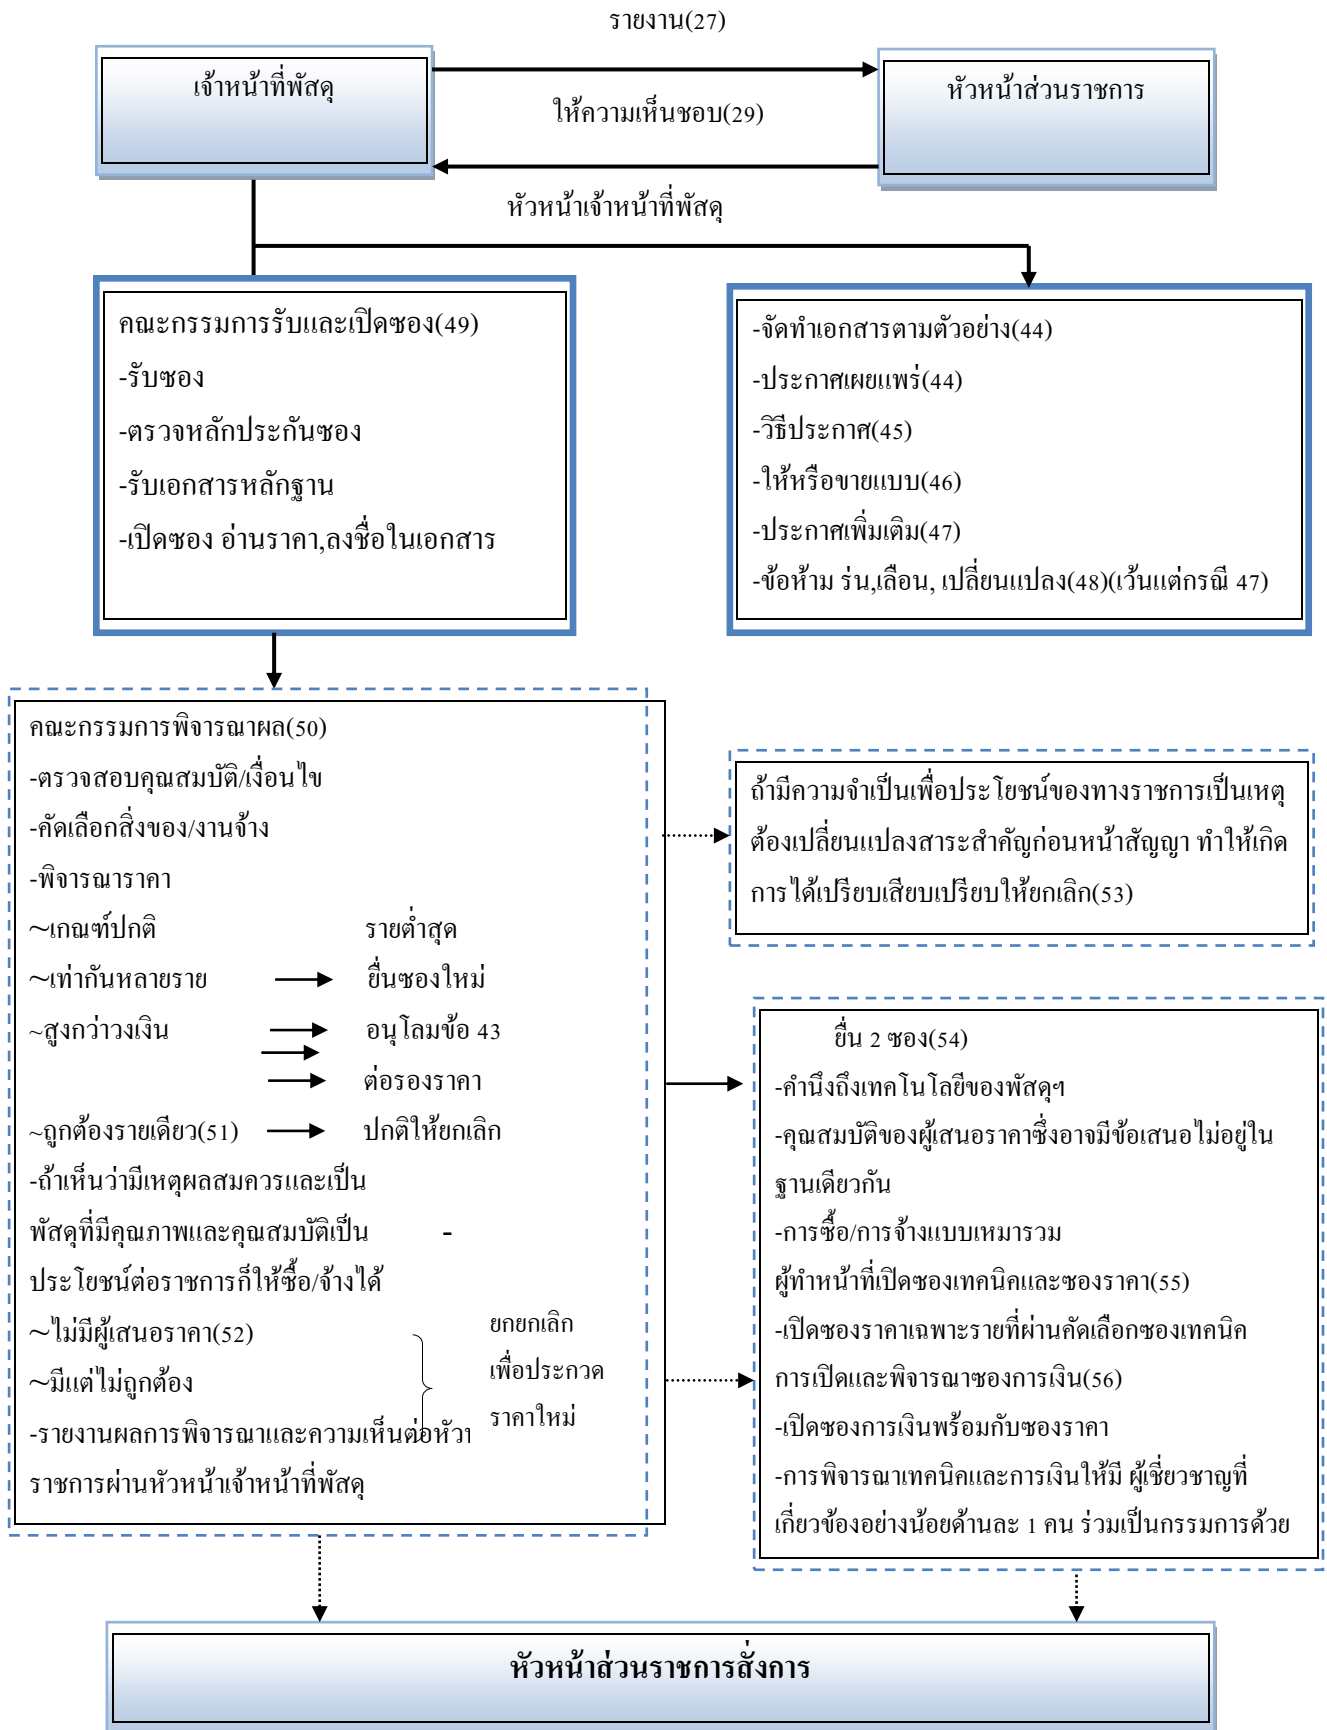 รายงาน(27)
เจ้าหน้าที่พัสดุ
หัวหน้าส่วนราชการ
ให้ความเห็นชอบ(29)
หัวหน้าเจ้าหน้าที่พัสดุ
คณะกรรมการรับและเปิดซอง(49)
-รับซอง
-ตรวจหลักประกันซอง
-รับเอกสารหลักฐาน
-เปิดซอง อ่านราคา,ลงชื่อในเอกสาร
-จัดทำเอกสารตามตัวอย่าง(44)
-ประกาศเผยแพร่(44)
-วิธีประกาศ(45)
-ให้หรือขายแบบ(46)
-ประกาศเพิ่มเติม(47)
-ข้อห้าม ร่น,เลือน, เปลี่ยนแปลง(48)(เว้นแต่กรณี 47)
คณะกรรมการพิจารณาผล(50)
-ตรวจสอบคุณสมบัติ/เงื่อนไข
-คัดเลือกสิ่งของ/งานจ้าง
-พิจารณาราคา
~เกณฑ์ปกติ รายต่ำสุด
~เท่ากันหลายราย ยื่นซองใหม่
~สูงกว่าวงเงิน อนุโลมข้อ 43
ต่อรองราคา
~ถูกต้องรายเดียว(51) ปกติให้ยกเลิก
-ถ้าเห็นว่ามีเหตุผลสมควรและเป็น
พัสดุที่มีคุณภาพและคุณสมบัติเป็น -
ประโยชน์ต่อราชการก็ให้ซื้อ/จ้างได้
~ไม่มีผู้เสนอราคา(52)
~มีแต่ไม่ถูกต้อง
ยกยกเลิก
เพื่อประกวด
ราคาใหม่
-รายงานผลการพิจารณาและความเห็นต่อหัว
ราชการผ่านหัวหน้าเจ้าหน้าที่พัสดุ
ถ้ามีความจำเป็นเพื่อประโยชน์ของทางราชการเป็นเหตุ
ต้องเปลี่ยนแปลงสาระสำคัญก่อนหน้าสัญญา ทำให้เกิด
การได้เปรียบเสียบเปรียบให้ยกเลิก(53)
ยื่น 2 ซอง(54)
-คำนึงถึงเทคโนโลยีของพัสดุฯ
-คุณสมบัติของผู้เสนอราคาซึ่งอาจมีข้อเสนอไม่อยู่ใน
ฐานเดียวกัน
-การซื้อ/การจ้างแบบเหมารวม
ผู้ทำหน้าที่เปิดซองเทคนิคและซองราคา(55)
-เปิดซองราคาเฉพาะรายที่ผ่านคัดเลือกซองเทคนิค
การเปิดและพิจารณาซองการเงิน(56)
-เปิดซองการเงินพร้อมกับซองราคา
-การพิจารณาเทคนิคและการเงินให้มี ผู้เชี่ยวชาญที่
เกี่ยวข้องอย่างน้อยด้านละ 1 คน ร่วมเป็นกรรมการด้วย
หัวหน้าส่วนราชการสั่งการ